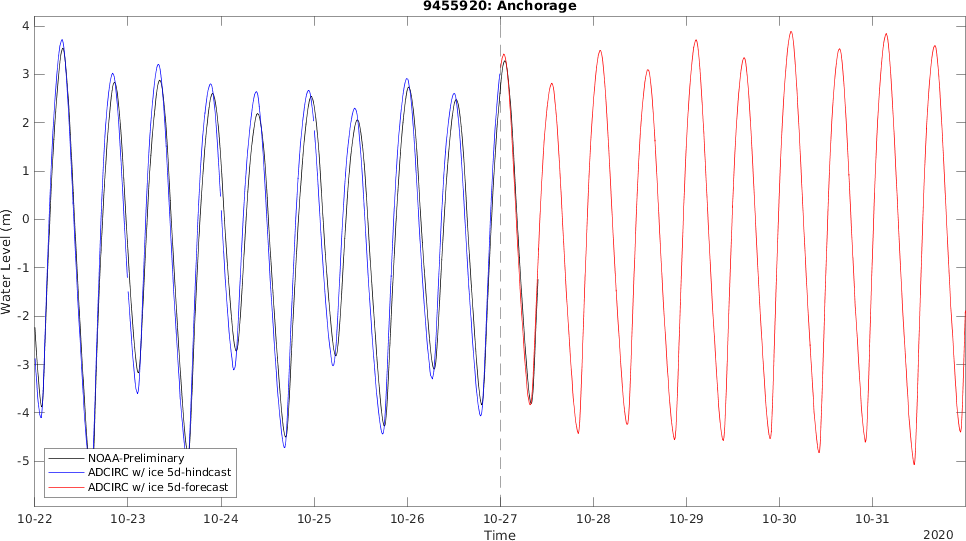 9455920: Anchorage
4
3
2
1
0
-1
-2
-3
-4
-5
Water Level (m)
NOAA-Preliminary
ADCIRC w/ ice 5d-hindcast
ADCIRC w/ ice 5d-forecast
10-22 10-23 10-24 10-25 10-26 10-27 10-28 10-29 10-30 10-31
Time
2020